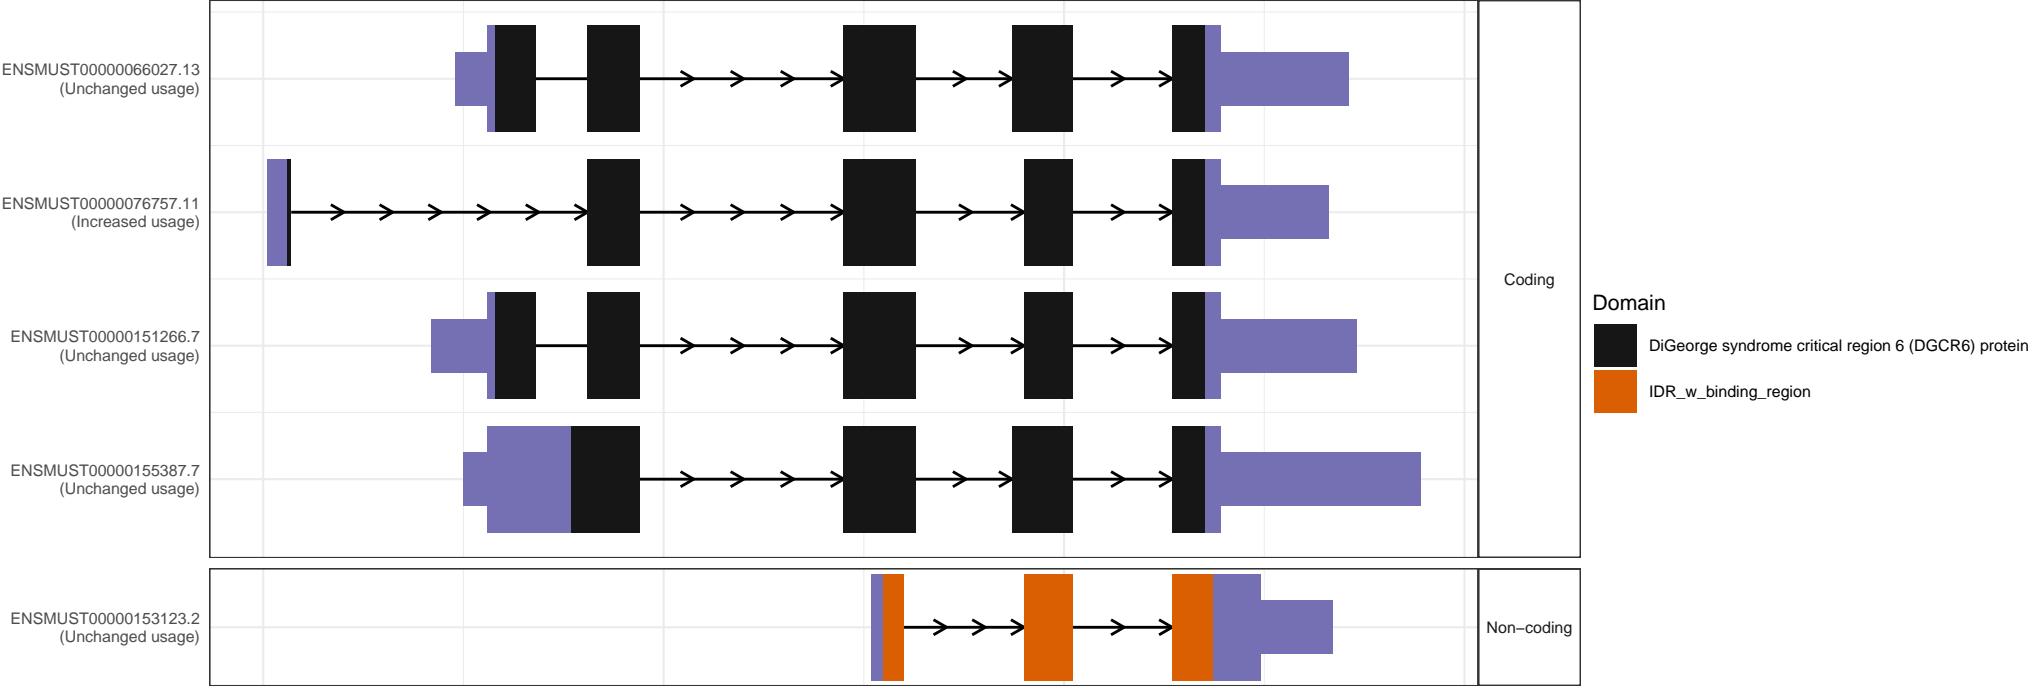 ENSMUST00000066027.13
(Unchanged usage)
ENSMUST00000076757.11
(Increased usage)
ENSMUST00000151266.7
(Unchanged usage)
ENSMUST00000155387.7
(Unchanged usage)
ENSMUST00000153123.2
(Unchanged usage)
Coding
Non−coding
Domain
DiGeorge syndrome critical region 6 (DGCR6) protein
IDR_w_binding_region